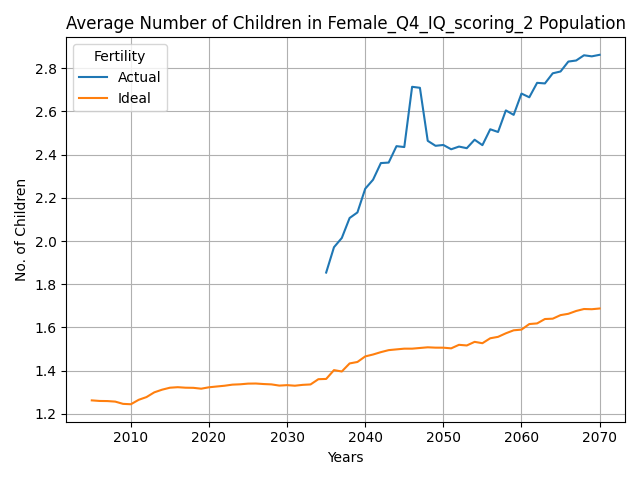 Average Number of Children in Female_Q4_IQ_scoring_2 Population
Fertility
Actual
Ideal
No. of Children
2.8
2.6
2.4
2.2
2.0
1.8
1.6
1.4
1.2
2010 2020 2030 2040 2050 2060 2070
Years